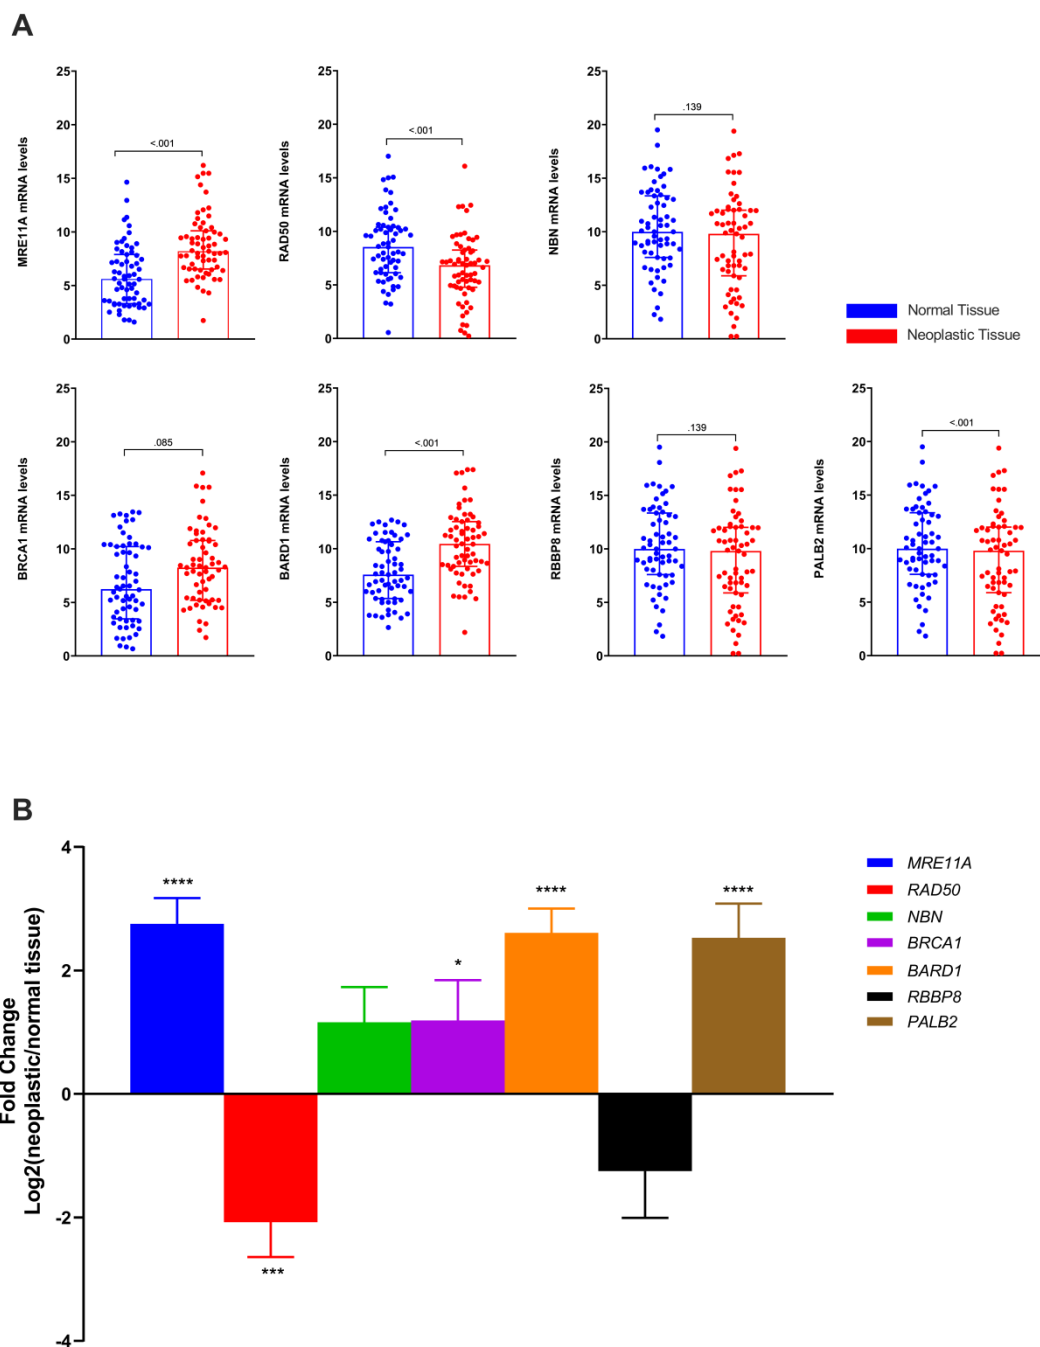 A
MRE11A mRNA levels
25
20
15
10
5
0
<.001
RAD50 mRNA levels
25
20
15
10
5
0
<.001
NBN mRNA levels
25
20
15
10
5
0
.139
Normal Tissue
Neoplastic Tissue
BRCA1 mRNA levels
25
20
15
10
5
0
.085
BARD1 mRNA levels
25
20
15
10
5
0
<.001
RBBP8 mRNA levels
25
20
15
10
5
0
.139
PALB2 mRNA levels
25
20
15
10
5
0
<.001
B
Fold Change
Log2(neoplastic/normal tissue)
4
2
0
-2
-4
****
***
*
****
****
MRE11A
RAD50
NBN
BRCA1
BARD1
RBBP8
PALB2